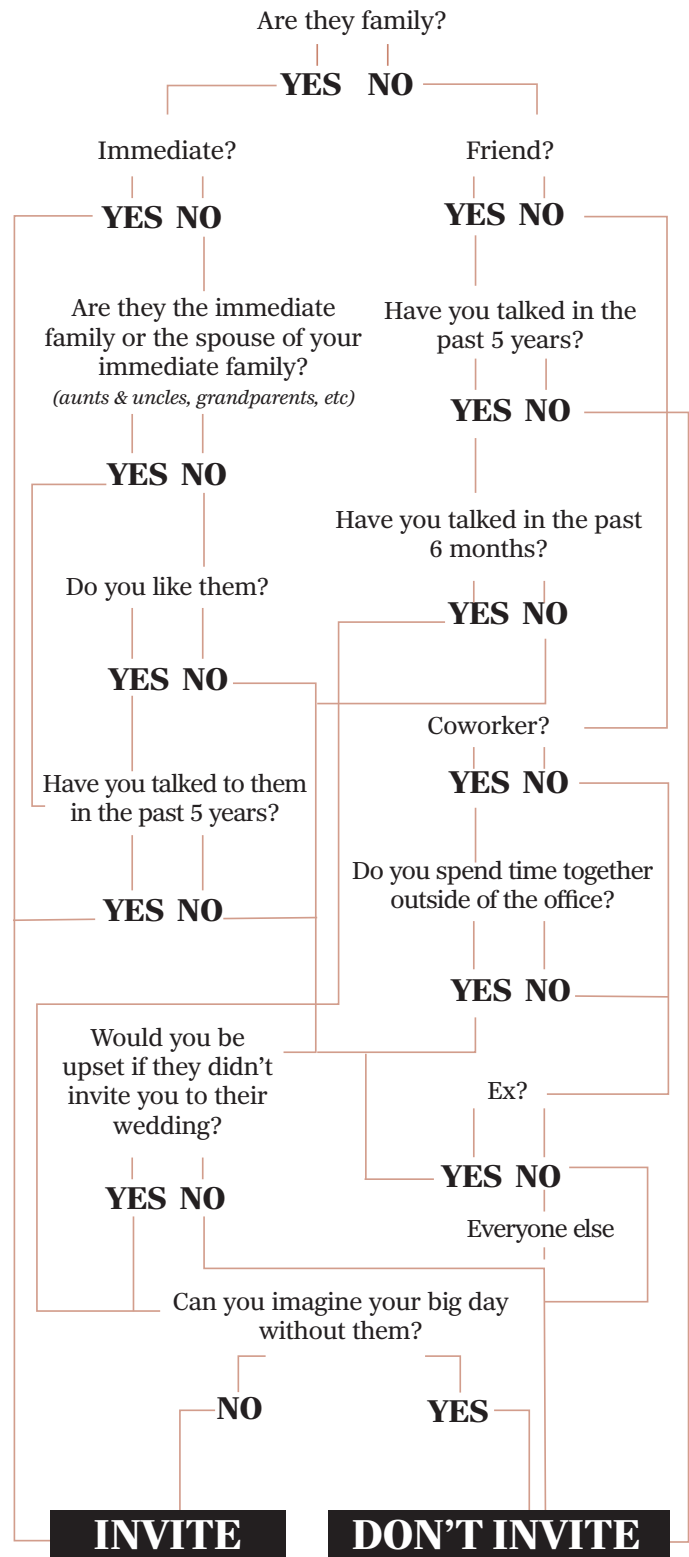 Are they family?
YES NO
Immediate?
YES NO
Are they the immediate
family or the spouse of your
immediate family?
(aunts & uncles, grandparents, etc)
YES NO
Do you like them?
YES NO
Have you talked to them
in the past 5 years?
YES NO
Would you be
upset if they didn’t
invite you to their
wedding?
YES NO
Friend?
YES NO
Have you talked in the
past 5 years?
YES NO
Have you talked in the past
6 months?
YES NO
Coworker?
YES NO
Do you spend time together
outside of the office?
YES NO
Ex?
YES NO
Everyone else
Can you imagine your big day
without them?
NO YES
INVITE
DON’T INVITE